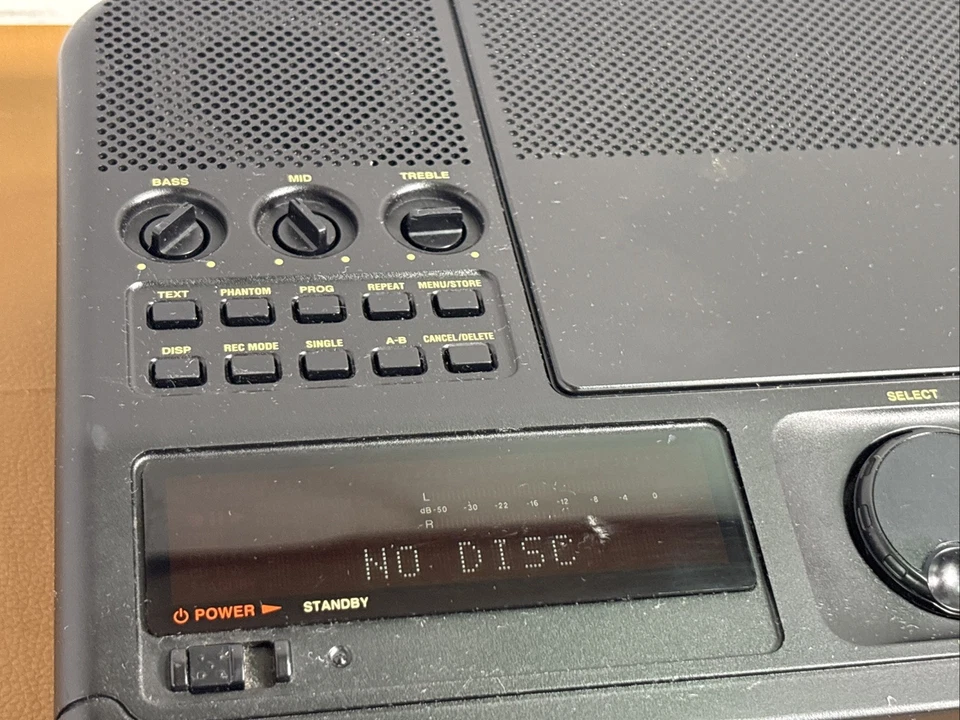 BASS MID TREBLE
TEXT PHANTOM PROG REPEAT MENU/STORE
DISP REC MODE SINGLE A-B CANCEL/DELETE
SELECT
L
dB-50 -30 -22 -16 -12 -8 -4 0
R
NO DISC
POWER STANDBY